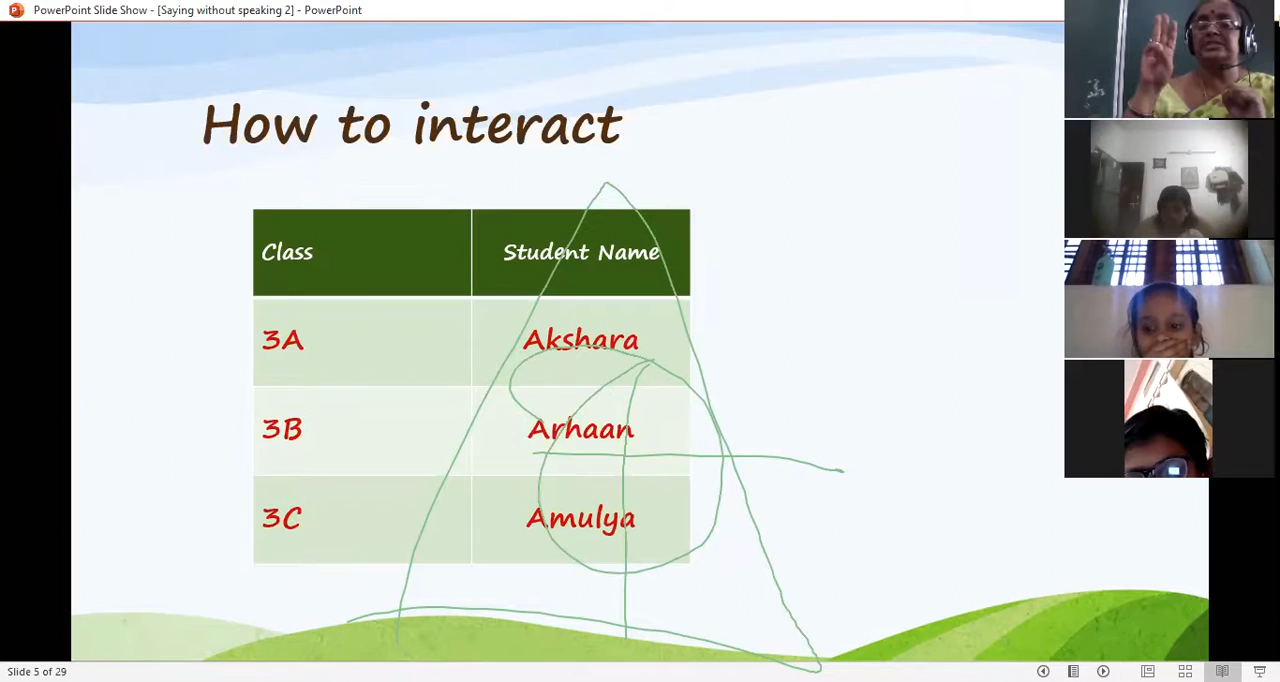 PowerPoint Slide Show - [Saying without speaking 2] - PowerPoint
How to interact
Class Student Name
3A Akshara
3B Arhaan
3C Amulya
Slide 5 of 29